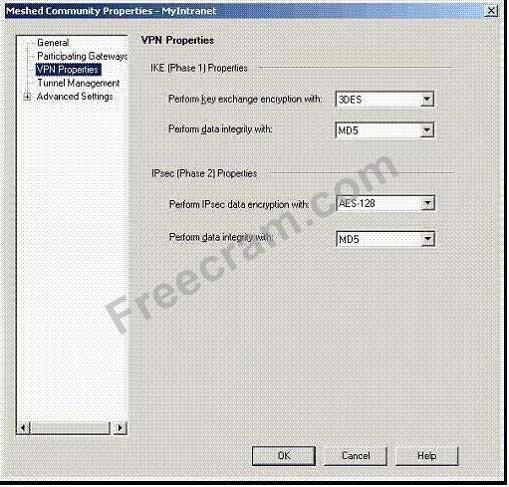 Meshed Community Properties - MyIntranet
General
Participating Gateways
VPN Properties
Tunnel Management
Advanced Settings
VPN Properties
IKE (Phase 1) Properties
Perform key exchange encryption with: 3DES
Perform data integrity with: MD5
IPsec (Phase 2) Properties
Perform IPsec data encryption with: AES-128
Perform data integrity with: MD5
Freecram.com
OK Cancel Help